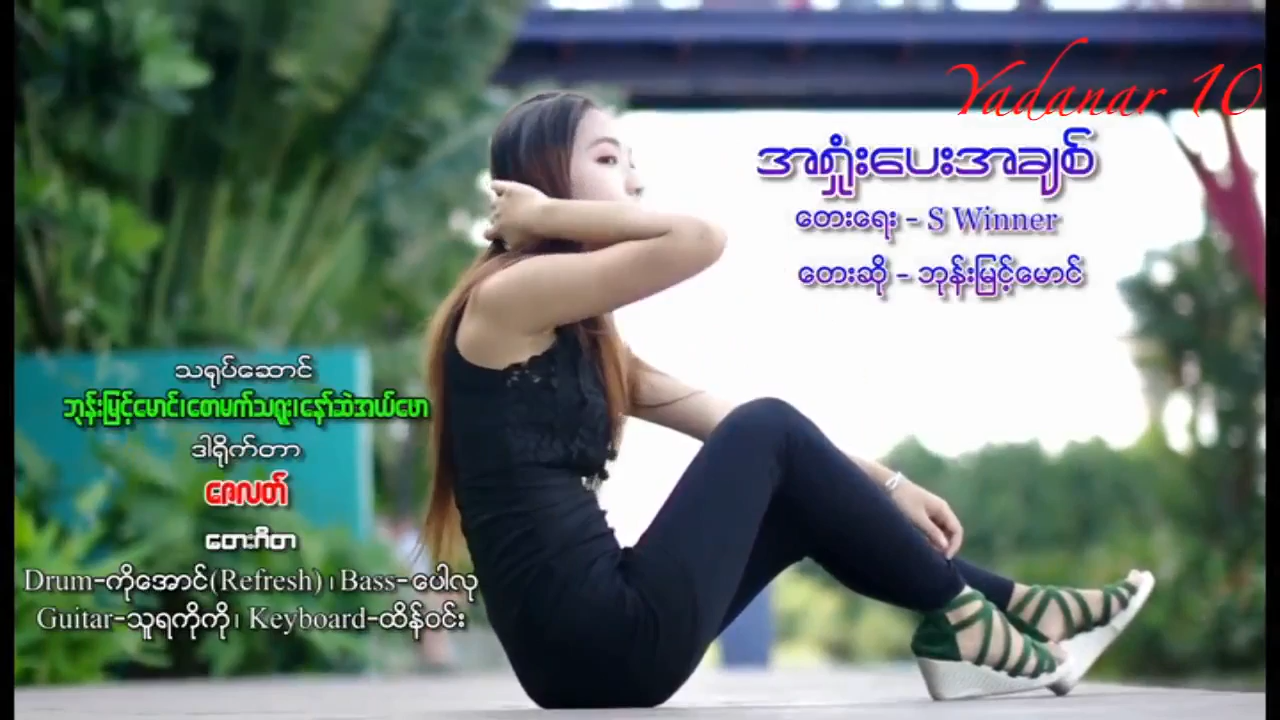 Yadanar 10
အရှုံးပေးအချစ်
တေးရေး - S Winner
တေးဆို - ဘုန်းမြင့်မောင်
သရုပ်ဆောင်
ဘုန်းမြင့်မောင်၊စောမက်သရူး၊နော်ဆဲအယ်ဖော
ဒါရိုက်တာ
ဇေလတ်
တေးဂီတ
Drum-ကိုအောင်(Refresh)၊Bass-ပေါလု
Guitar-သူရကိုကို၊ Keyboard-ထိန်ဝင်း